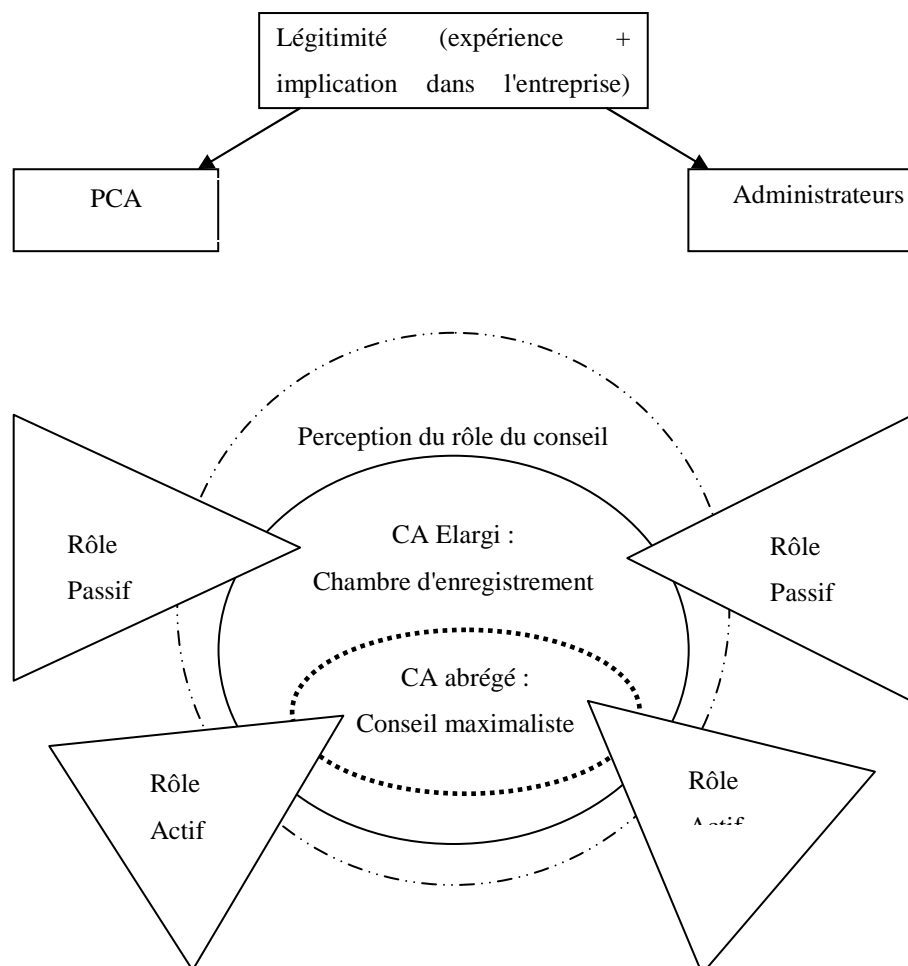 Légitimité (expérience +
implication dans l'entreprise)
PCA
Administrateurs
Perception du rôle du conseil
CA Elargi :
Chambre d'enregistrement
Rôle
Passif
Rôle
Passif
CA abrégé :
Conseil maximaliste
Rôle
Actif
Rôle